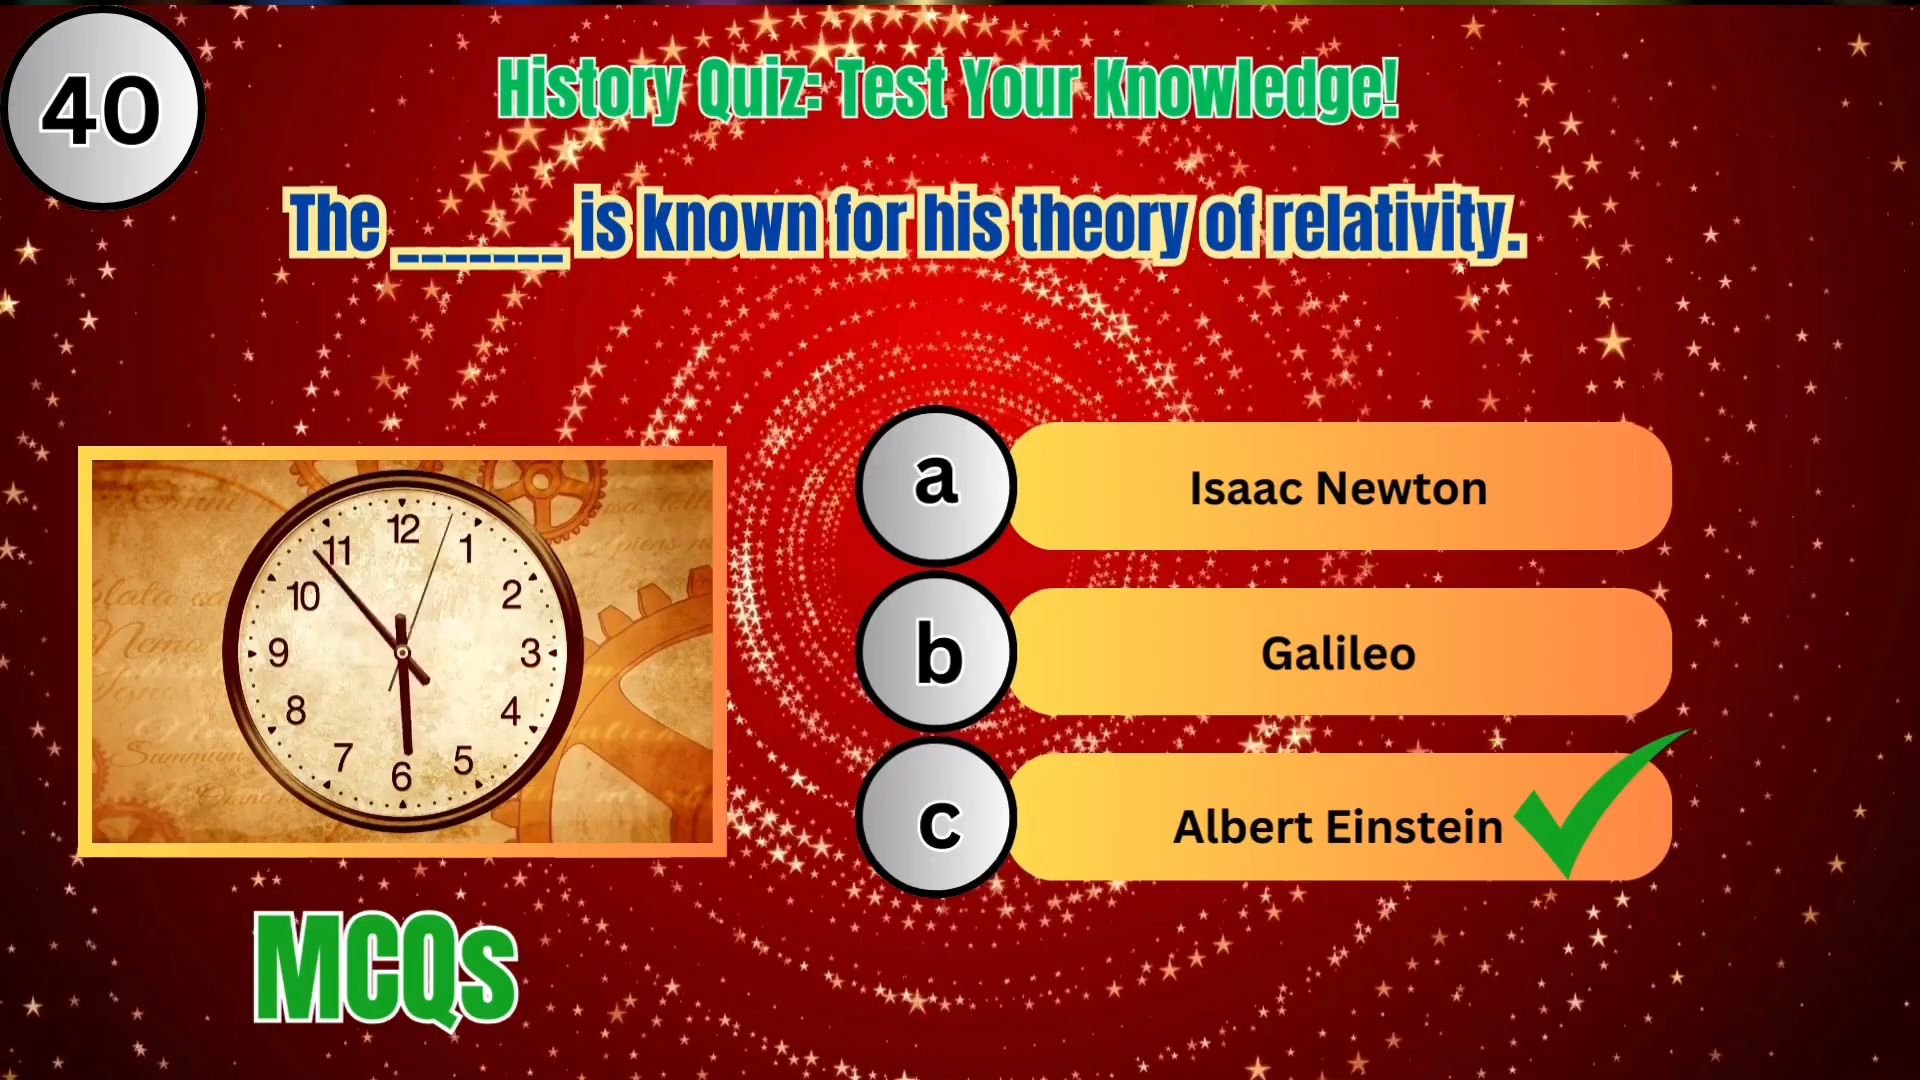 40
History Quiz: Test Your Knowledge!
The _______ is known for his theory of relativity.
a
Isaac Newton
b
Galileo
c
Albert Einstein
12
1
2
3
4
5
6
7
8
9
10
11
MCQs